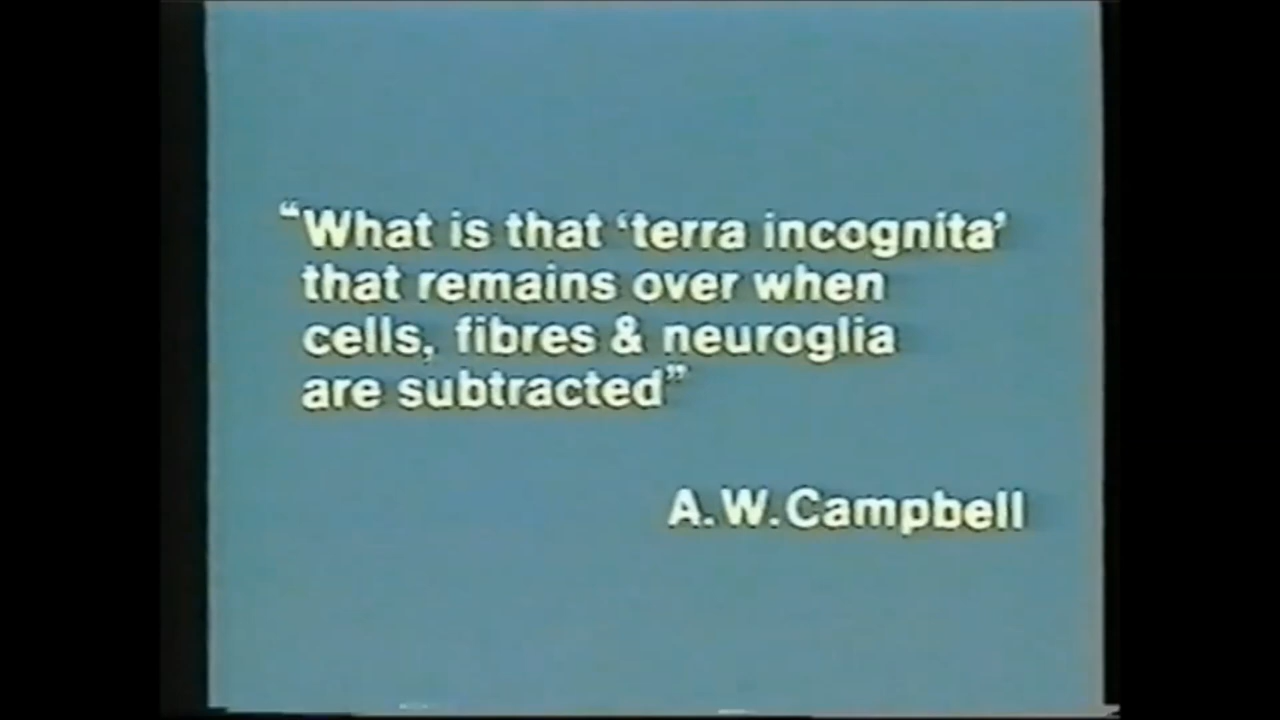 “What is that ‘terra incognita’
that remains over when
cells, fibres & neuroglia
are subtracted”
A.W.Campbell